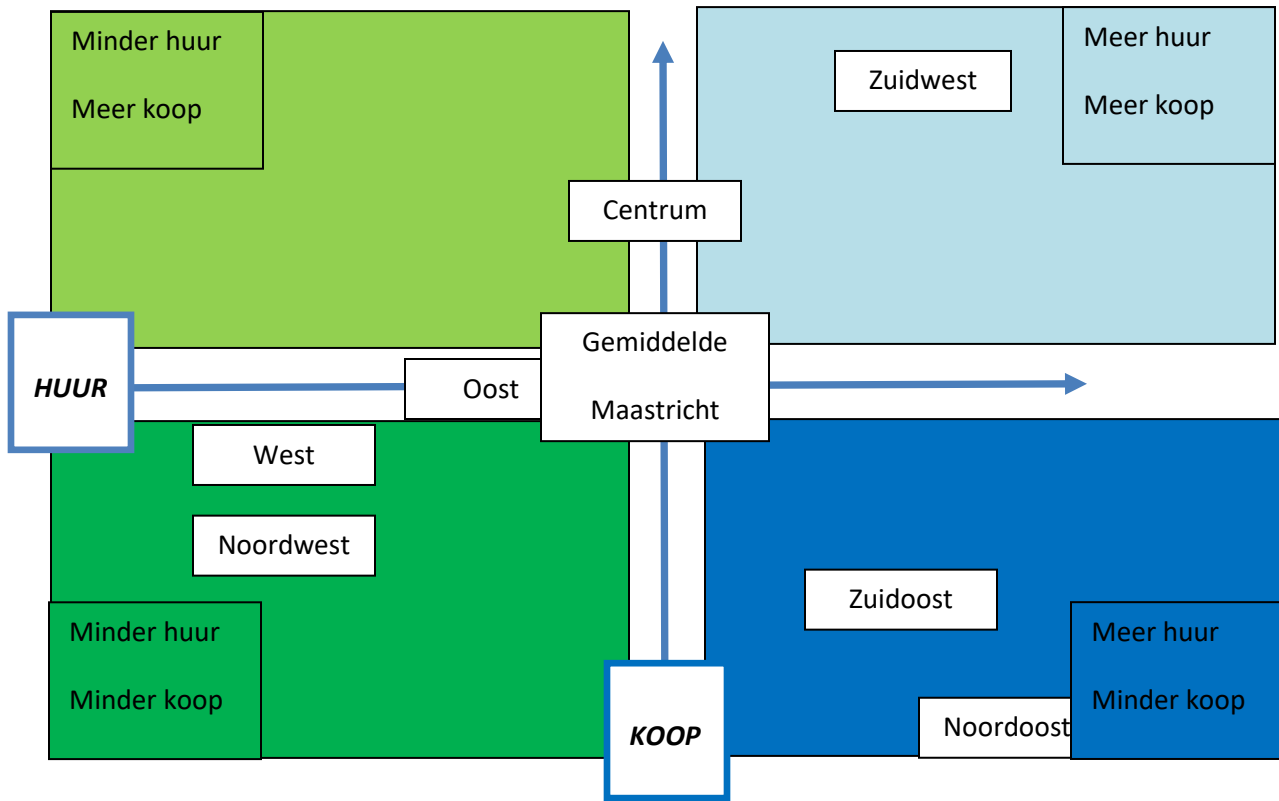 Minder huur
Meer koop
Zuidwest
Meer huur
Meer koop
Centrum
HUUR
Oost
Gemiddelde
Maastricht
West
Noordwest
Zuidoost
Minder huur
Minder koop
KOOP
Noordoost
Meer huur
Minder koop